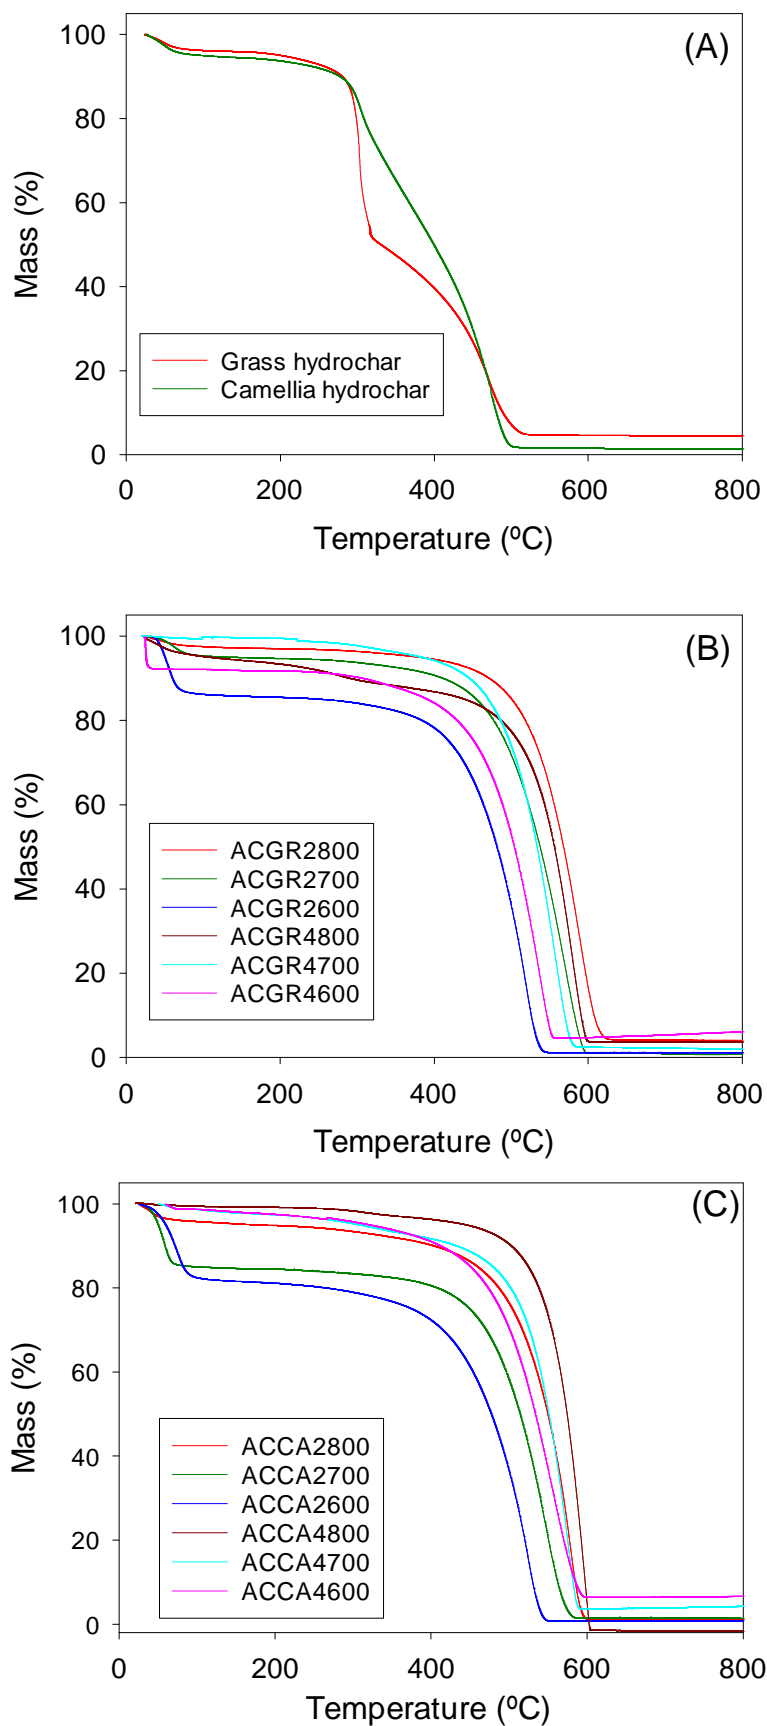 (A)
100
80
60
40
20
0
Mass (%)
Grass hydrochar
Camellia hydrochar
0 200 400 600 800
Temperature (ºC)
(B)
100
80
60
40
20
0
Mass (%)
ACGR2800
ACGR2700
ACGR2600
ACGR4800
ACGR4700
ACGR4600
0 200 400 600 800
Temperature (ºC)
(C)
100
80
60
40
20
0
Mass (%)
ACCA2800
ACCA2700
ACCA2600
ACCA4800
ACCA4700
ACCA4600
0 200 400 600 800
Temperature (ºC)